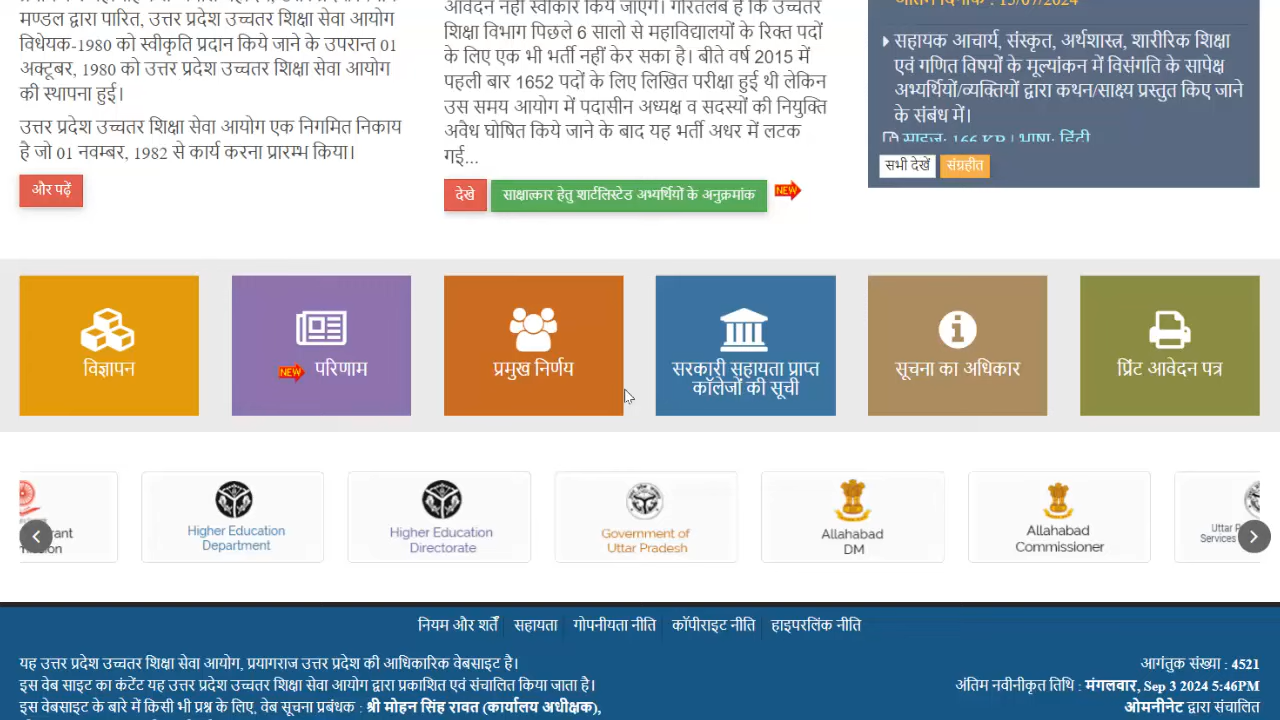 मण्डल द्वारा पारित, उत्तर प्रदेश उच्चतर शिक्षा सेवा आयोग
विधेयक-1980 को स्वीकृति प्रदान किये जाने के उपरान्त 01
अक्टूबर, 1980 को उत्तर प्रदेश उच्चतर शिक्षा सेवा आयोग
की स्थापना हुई।
उत्तर प्रदेश उच्चतर शिक्षा सेवा आयोग एक निगमित निकाय
है जो 01 नवम्बर, 1982 से कार्य करना प्रारम्भ किया।
और पढ़ें
आवेदन नहीं स्वीकार किये जाएंगे। गौरतलब है कि उच्चतर
शिक्षा विभाग पिछले 6 सालो से महाविद्यालयों के रिक्त पदों
के लिए एक भी भर्ती नहीं कर सका है। बीते वर्ष 2015 में
पहली बार 1652 पदों के लिए लिखित परीक्षा हुई थी लेकिन
उस समय आयोग में पदासीन अध्यक्ष व सदस्यों की नियुक्ति
अवैध घोषित किये जाने के बाद यह भर्ती अधर में लटक
गई...
देखे
साक्षात्कार हेतु शार्टलिस्टेड अभ्यर्थियों के अनुक्रमांक
NEW
अंतिम दिनांक : 15/07/2024
सहायक आचार्य, संस्कृत, अर्थशास्त्र, शारीरिक शिक्षा
एवं गणित विषयों के मूल्यांकन में विसंगति के सापेक्ष
अभ्यर्थियों/व्यक्तियों द्वारा कथन/साक्ष्य प्रस्तुत किए जाने
के संबंध में।
साइज: 166 KB | भाषा: हिंदी
सभी देखें
संग्रहीत
विज्ञापन
NEW परिणाम
प्रमुख निर्णय
सरकारी सहायता प्राप्त
कॉलेजों की सूची
सूचना का अधिकार
प्रिंट आवेदन पत्र
Higher Education
Department
Higher Education
Directorate
Government of
Uttar Pradesh
Allahabad
DM
Allahabad
Commissioner
नियम और शर्तें सहायता गोपनीयता नीति कॉपीराइट नीति हाइपरलिंक नीति
यह उत्तर प्रदेश उच्चतर शिक्षा सेवा आयोग, प्रयागराज उत्तर प्रदेश की आधिकारिक वेबसाइट है।
इस वेब साइट का कंटेंट यह उत्तर प्रदेश उच्चतर शिक्षा सेवा आयोग द्वारा प्रकाशित एवं संचालित किया जाता है।
इस वेबसाइट के बारे में किसी भी प्रश्न के लिए, वेब सूचना प्रबंधक : श्री मोहन सिंह रावत (कार्यालय अधीक्षक),
आगंतुक संख्या : 4521
अंतिम नवीनीकृत तिथि : मंगलवार, Sep 3 2024 5:46PM
ओमनीनेट द्वारा संचालित